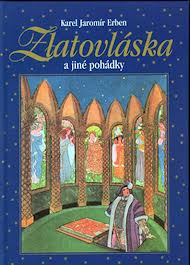 Karel Jaromír Erben
Zlatovláska
a jiné pohádky